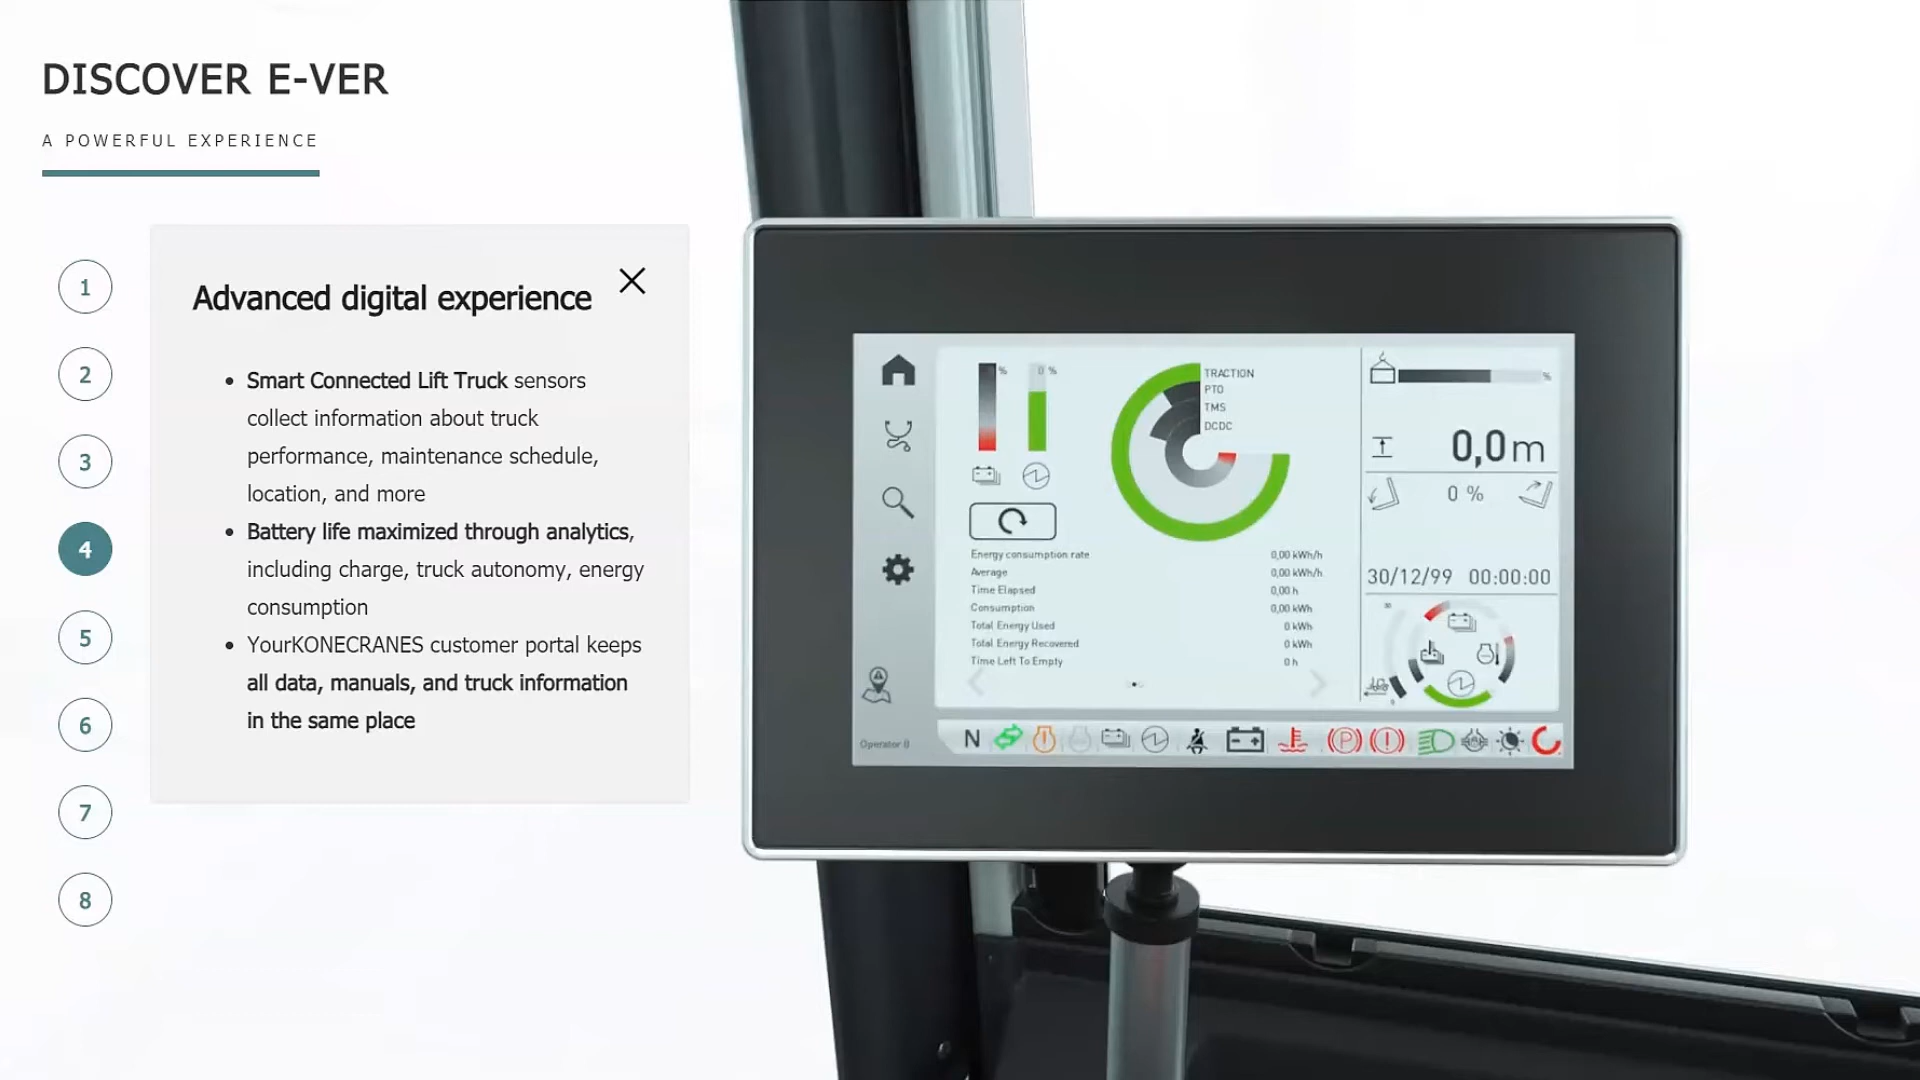 DISCOVER E-VER
A POWERFUL EXPERIENCE
1
2
3
4
5
6
7
8
Advanced digital experience
• Smart Connected Lift Truck sensors
collect information about truck
performance, maintenance schedule,
location, and more
• Battery life maximized through analytics,
including charge, truck autonomy, energy
consumption
• YourKONECRANES customer portal keeps
all data, manuals, and truck information
in the same place
%
0 %
TRACTION
PTO
TMS
DCDC
Energy consumption rate 0,00 kWh/h
Average 0,00 kWh/h
Time Elapsed 0,00 h
Consumption 0,00 kWh
Total Energy Used 0 kWh
Total Energy Recovered 0 kWh
Time Left To Empty 0 h
%
0,0 m
0 %
30/12/99 00:00:00
0
Operator 0
N
P